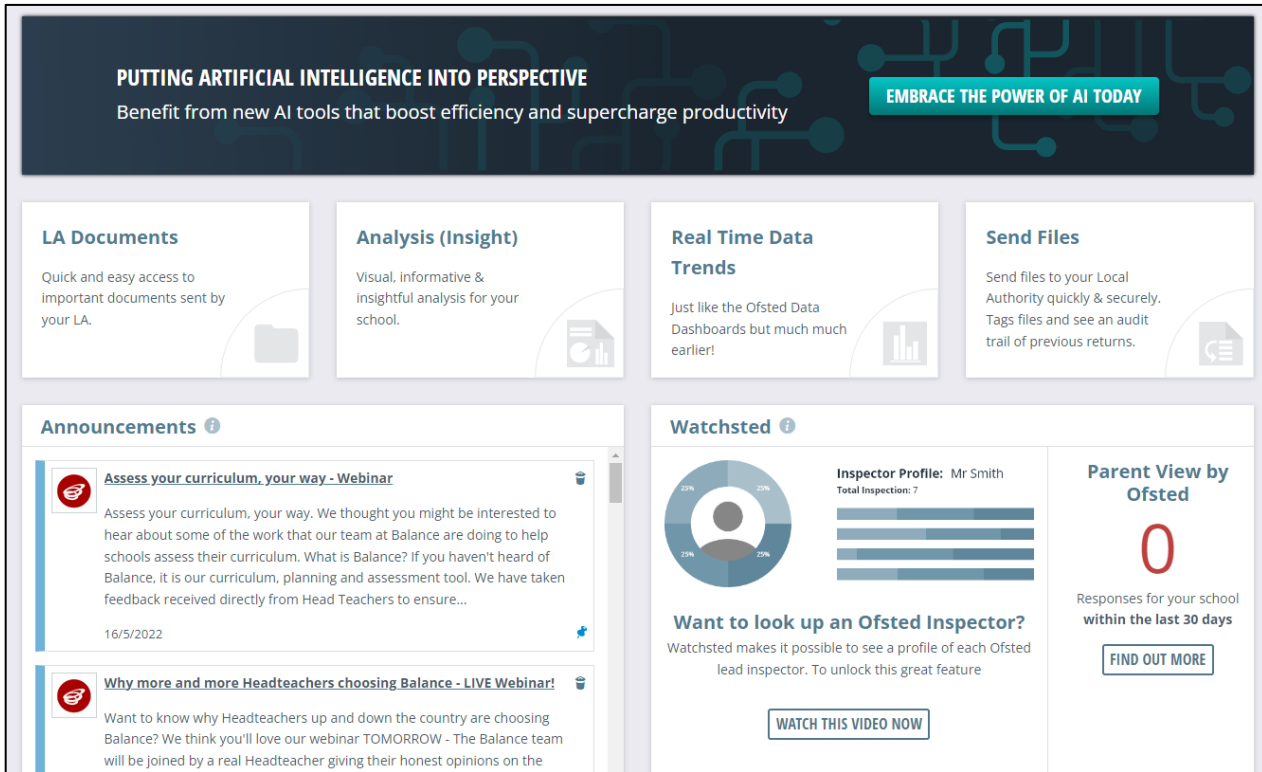 PUTTING ARTIFICIAL INTELLIGENCE INTO PERSPECTIVE
Benefit from new AI tools that boost efficiency and supercharge productivity
EMBRACE THE POWER OF AI TODAY
LA Documents
Quick and easy access to
important documents sent by
your LA.
Analysis (Insight)
Visual, informative &
insightful analysis for your
school.
Real Time Data
Trends
Just like the Ofsted Data
Dashboards but much much
earlier!
Send Files
Send files to your Local
Authority quickly & securely.
Tags files and see an audit
trail of previous returns.
Announcements
Assess your curriculum, your way - Webinar
Assess your curriculum, your way. We thought you might be interested to
hear about some of the work that our team at Balance are doing to help
schools assess their curriculum. What is Balance? If you haven't heard of
Balance, it is our curriculum, planning and assessment tool. We have taken
feedback received directly from Head Teachers to ensure...
16/5/2022
Why more and more Headteachers choosing Balance - LIVE Webinar!
Want to know why Headteachers up and down the country are choosing
Balance? We think you'll love our webinar TOMORROW - The Balance team
will be joined by a real Headteacher giving their honest opinions on the
Watchsted
25% 25%
25% 25%
Inspector Profile: Mr Smith
Total Inspection: 7
Want to look up an Ofsted Inspector?
Watchsted makes it possible to see a profile of each Ofsted
lead inspector. To unlock this great feature
WATCH THIS VIDEO NOW
Parent View by
Ofsted
0
Responses for your school
within the last 30 days
FIND OUT MORE